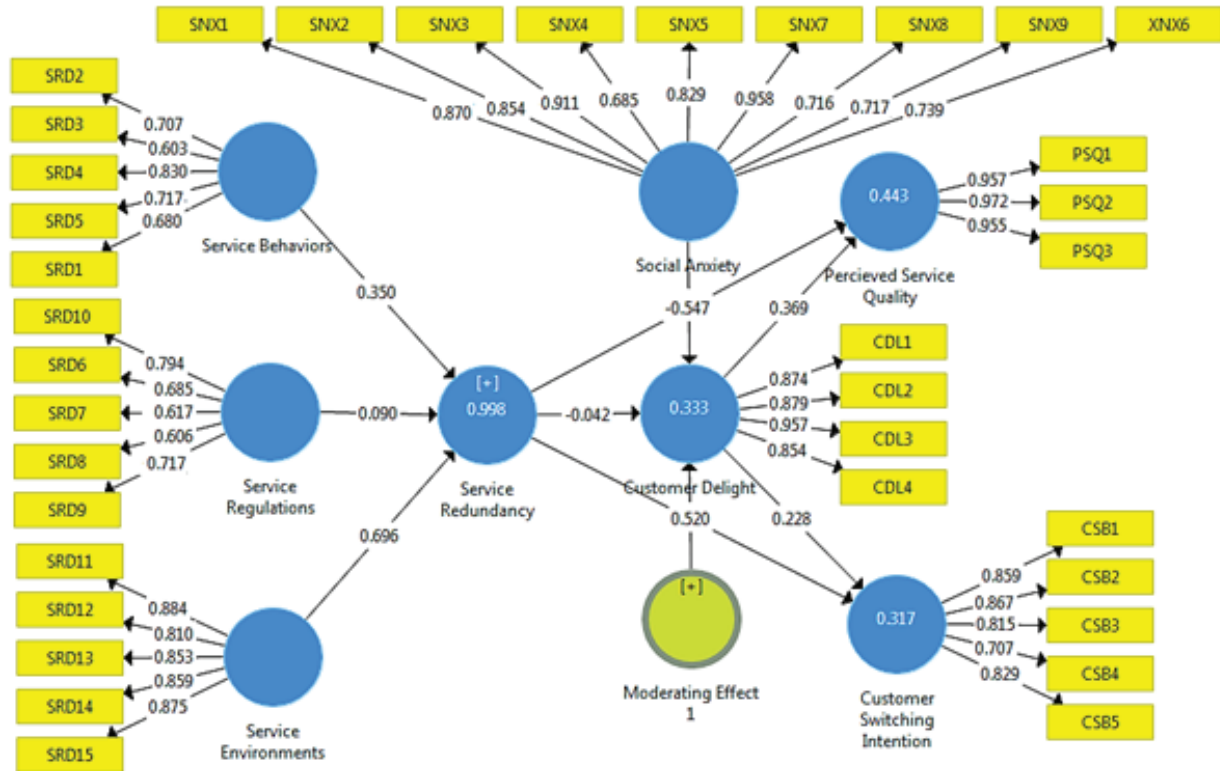 SNX1
SNX2
SNX3
SNX4
SNX5
SNX7
SNX8
SNX9
XNX6
0.870
0.854
0.911
0.685
0.829
0.958
0.716
0.717
0.739
SRD2
SRD3
SRD4
SRD5
SRD1
0.707
0.603
0.830
0.717
0.680
Service Behaviors
0.350
Social Anxiety
0.443
Percieved Service
Quality
0.957
0.972
0.955
PSQ1
PSQ2
PSQ3
SRD10
SRD6
SRD7
SRD8
SRD9
0.794
0.685
0.617
0.606
0.717
Service
Regulations
0.090
[+]
0.998
Service
Redundancy
-0.547
0.369
-0.042
0.333
Customer Delight
0.874
0.879
0.957
0.854
CDL1
CDL2
CDL3
CDL4
0.520
0.228
0.696
SRD11
SRD12
SRD13
SRD14
SRD15
0.884
0.810
0.853
0.859
0.875
Service
Environments
[+]
Moderating Effect
1
0.317
Customer
Switching
Intention
0.859
0.867
0.815
0.707
0.829
CSB1
CSB2
CSB3
CSB4
CSB5